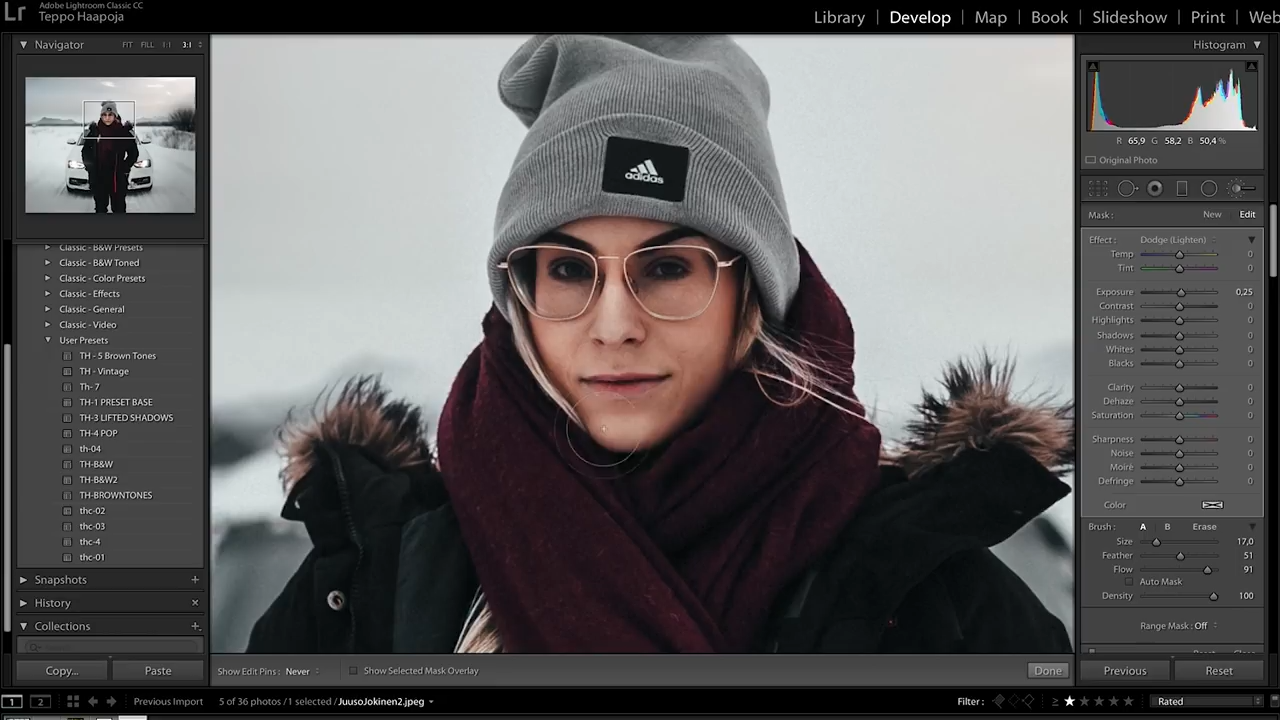 Lr
Adobe Lightroom Classic CC
Teppo Haapoja
Library | Develop | Map | Book | Slideshow | Print | Web
Navigator FIT FILL 1:1 3:1
Classic - B&W Presets
Classic - B&W Toned
Classic - Color Presets
Classic - Effects
Classic - General
Classic - Video
User Presets
TH - 5 Brown Tones
TH - Vintage
Th- 7
TH-1 PRESET BASE
TH-3 LIFTED SHADOWS
TH-4 POP
th-04
TH-B&W
TH-B&W2
TH-BROWNTONES
thc-02
thc-03
thc-4
thc-01
Snapshots +
History ×
Collections +
Copy... Paste
adidas
Show Edit Pins : Never
Show Selected Mask Overlay
Done
Histogram
R 65,9 G 58,2 B 50,4 %
Original Photo
Mask : New Edit
Effect : Dodge (Lighten)
Temp 0
Tint 0
Exposure 0,25
Contrast 0
Highlights 0
Shadows 0
Whites 0
Blacks 0
Clarity 0
Dehaze 0
Saturation 0
Sharpness 0
Noise 0
Moiré 0
Defringe 0
Color
Brush : A B Erase
Size 17,0
Feather 51
Flow 91
Auto Mask
Density 100
Range Mask : Off
Previous Reset
1 2 Previous Import 5 of 36 photos / 1 selected / JuusoJokinen2.jpeg
Filter : ≥ ★★★★★ Rated